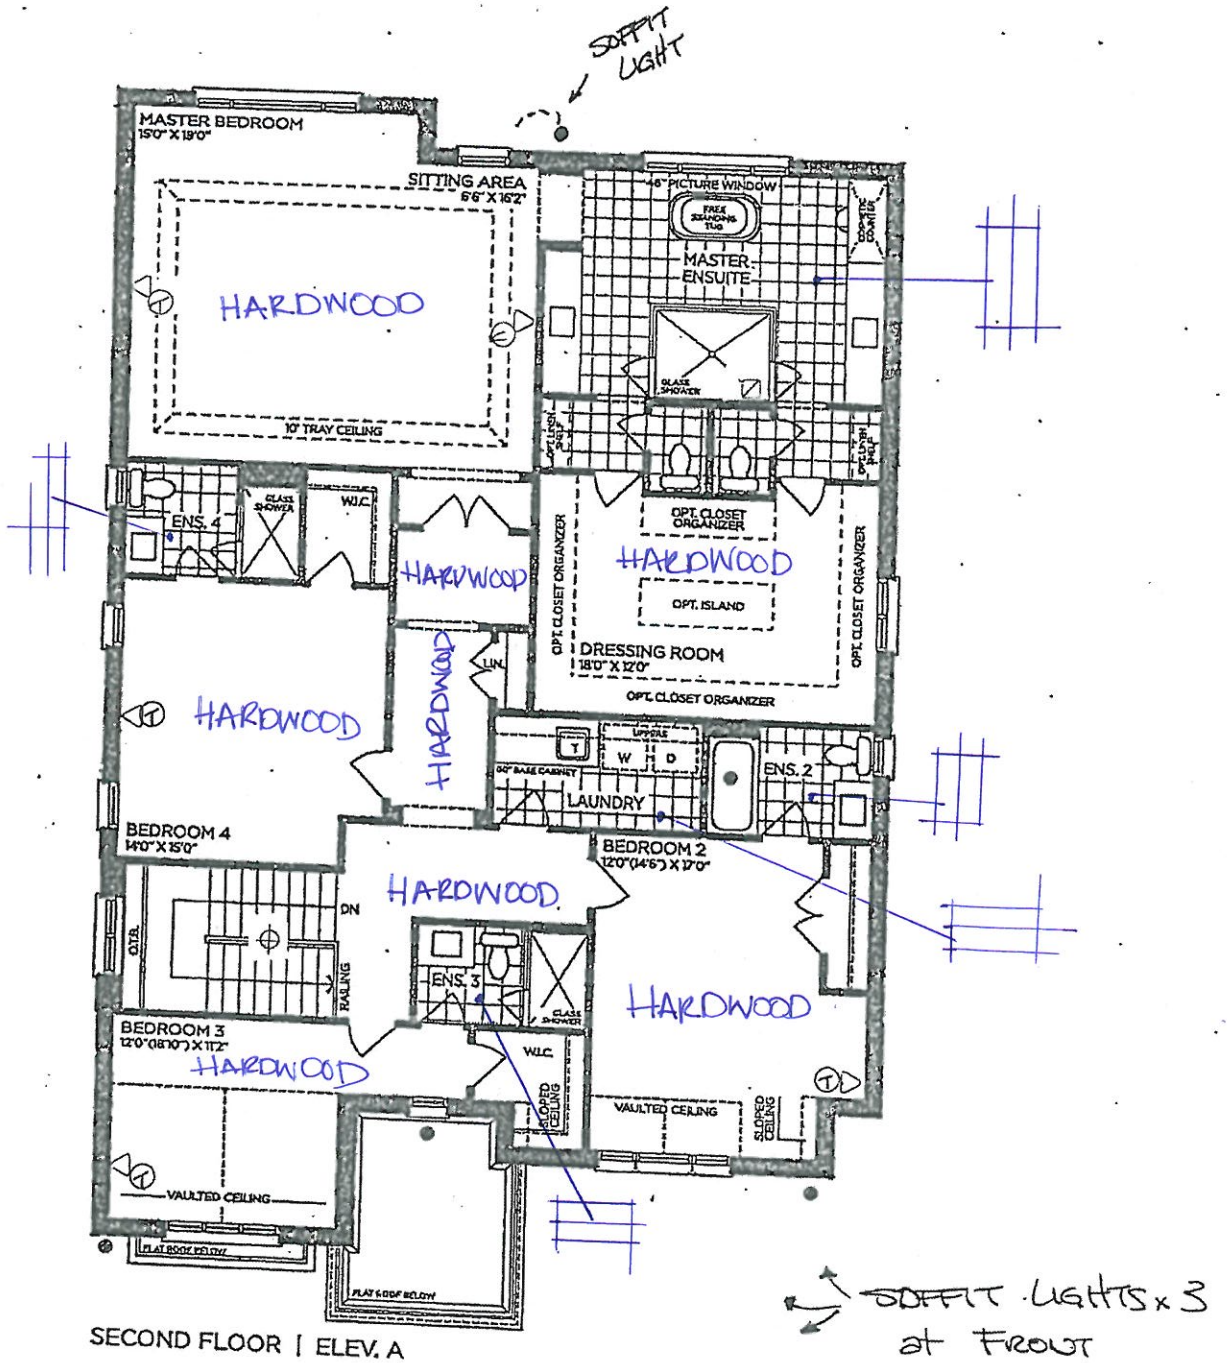 SOFFIT
LIGHT
MASTER BEDROOM
15'0" X 19'0"
SITTING AREA
6'6" X 16'2"
48" PICTURE WINDOW
FREE
STANDING
TUB
COSMETIC
COUNTER
MASTER
ENSUITE
HARDWOOD
GLASS
SHOWER
10' TRAY CEILING
OPT. LINEN
SHELF
OPT. LINEN
SHELF
ENS. 4
GLASS
SHOWER
W.I.C.
OPT. CLOSET
ORGANIZER
HARDWOOD
HARDWOOD
OPT. CLOSET ORGANIZER
OPT. CLOSET ORGANIZER
OPT. ISLAND
DRESSING ROOM
18'0" X 12'0"
OPT. CLOSET ORGANIZER
LIN.
HARDWOOD
HARDWOOD
T
T
UPPERS
W
D
60" BASE CABINET
LAUNDRY
ENS. 2
BEDROOM 4
14'0" X 15'0"
BEDROOM 2
12'0"(14'6") X 17'0"
HARDWOOD
DN
O.T.B.
RAILING
ENS. 3
GLASS
SHOWER
HARDWOOD
BEDROOM 3
12'0"(18'10") X 11'2"
HARDWOOD
W.I.C.
SLOPED
CEILING
T
VAULTED CEILING
SLOPED
CEILING
T
VAULTED CEILING
FLAT ROOF BELOW
FLAT ROOF BELOW
SECOND FLOOR | ELEV. A
SOFFIT LIGHTS x 3
at FRONT